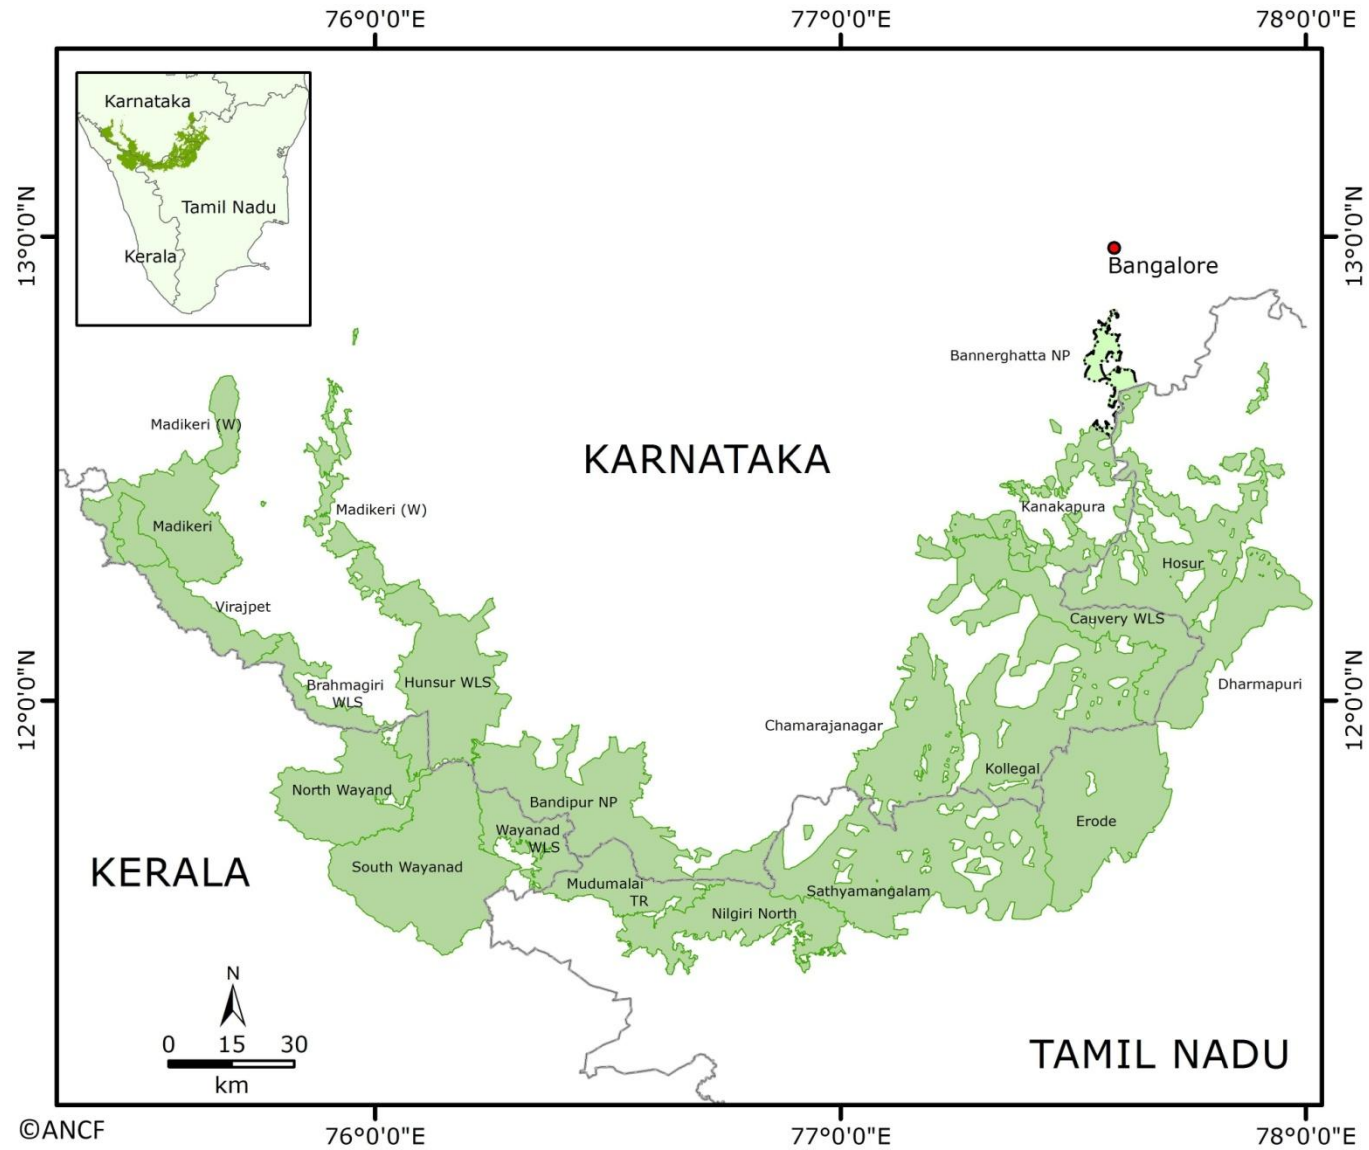 76°0'0"E
77°0'0"E
78°0'0"E
Karnataka
Tamil Nadu
Kerala
13°0'0"N
13°0'0"N
Bangalore
Bannerghatta NP
Madikeri (W)
KARNATAKA
Madikeri (W)
Kanakapura
Madikeri
Hosur
Virajpet
Cauvery WLS
Brahmagiri
WLS
Hunsur WLS
Dharmapuri
12°0'0"N
12°0'0"N
Chamarajanagar
Kollegal
North Wayand
Bandipur NP
Erode
Wayanad
WLS
KERALA
South Wayanad
Mudumalai
TR
Sathyamangalam
Nilgiri North
N
0 15 30
km
TAMIL NADU
©ANCF
76°0'0"E
77°0'0"E
78°0'0"E